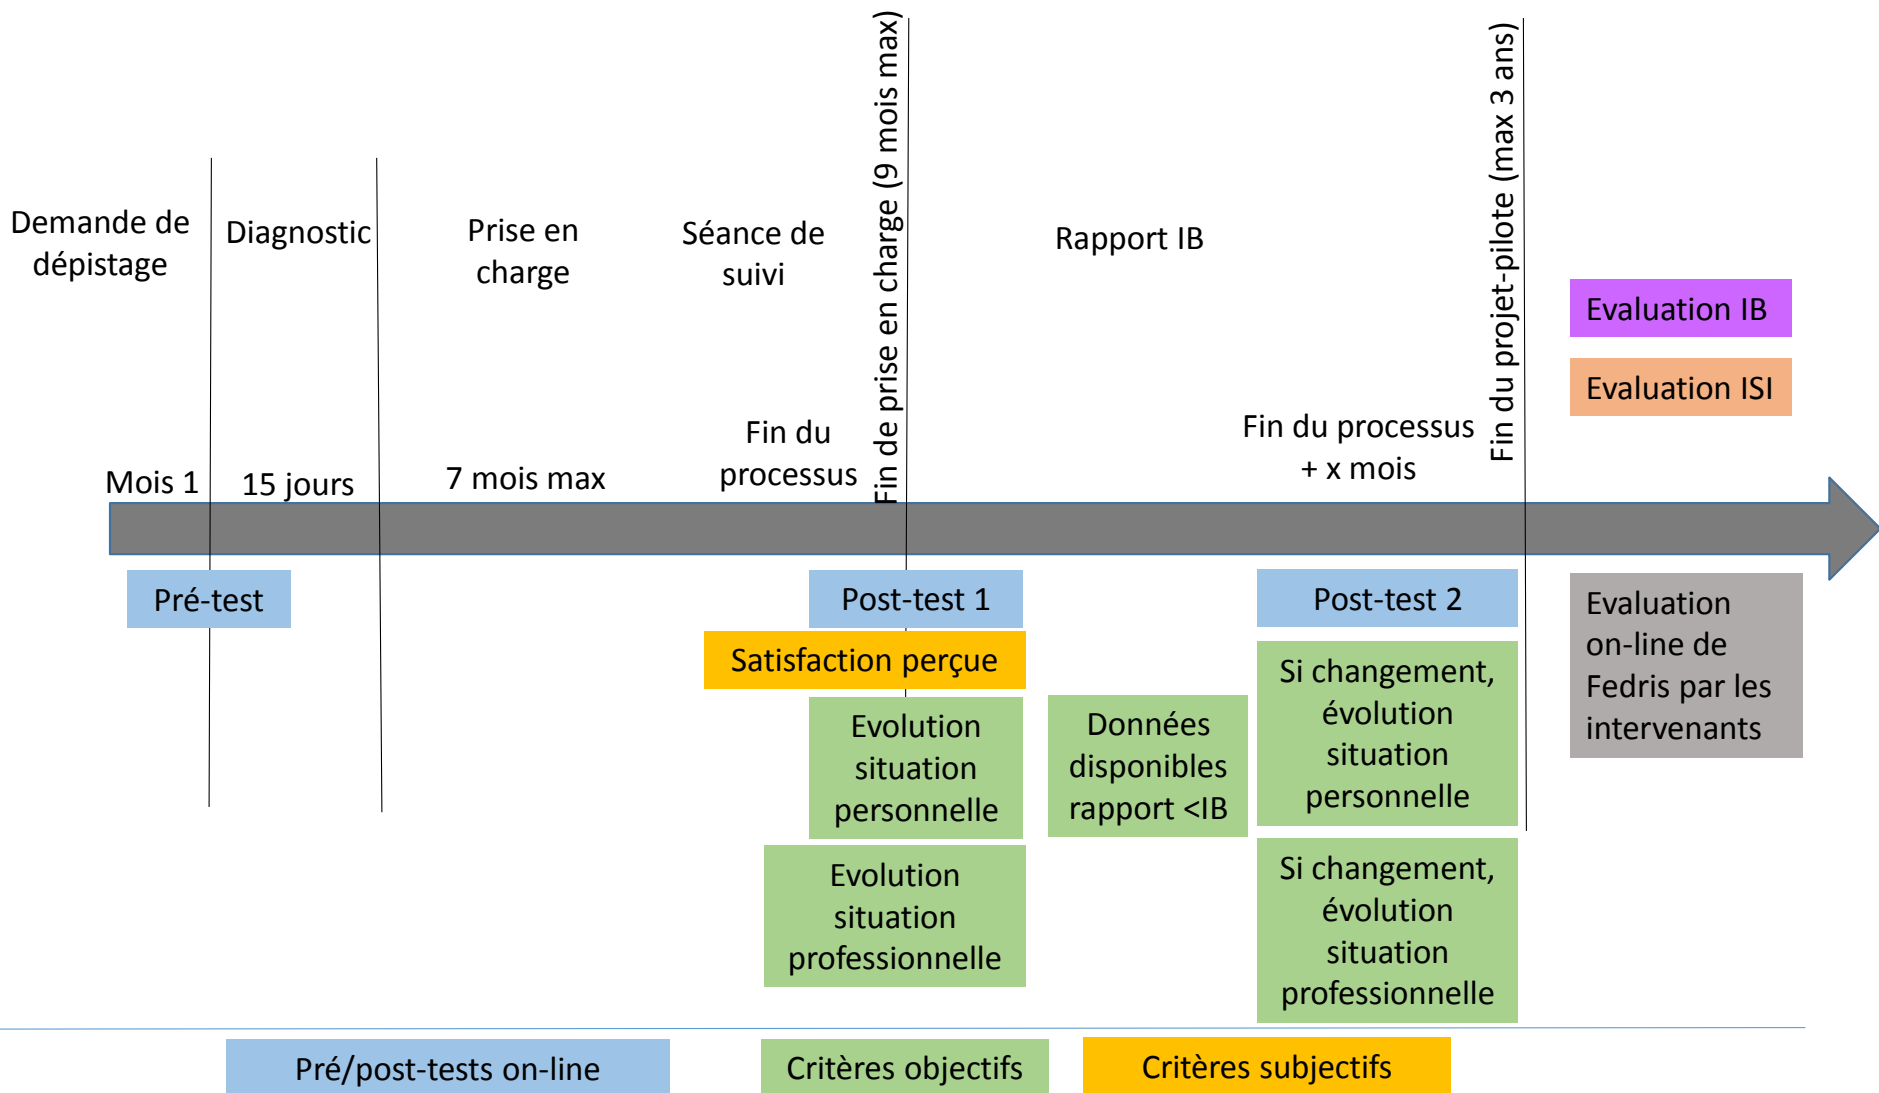 Demande de
dépistage
Diagnostic
Prise en
charge
Séance de
suivi
Fin de prise en charge (9 mois max)
Rapport IB
Fin du projet-pilote (max 3 ans)
Evaluation IB
Evaluation ISI
Mois 1
15 jours
7 mois max
Fin du
processus
Fin du processus
+ x mois
Pré-test
Post-test 1
Satisfaction perçue
Evolution
situation
personnelle
Evolution
situation
professionnelle
Données
disponibles
rapport <IB
Post-test 2
Si changement,
évolution
situation
personnelle
Si changement,
évolution
situation
professionnelle
Evaluation
on-line de
Fedris par les
intervenants
Pré/post-tests on-line
Critères objectifs
Critères subjectifs